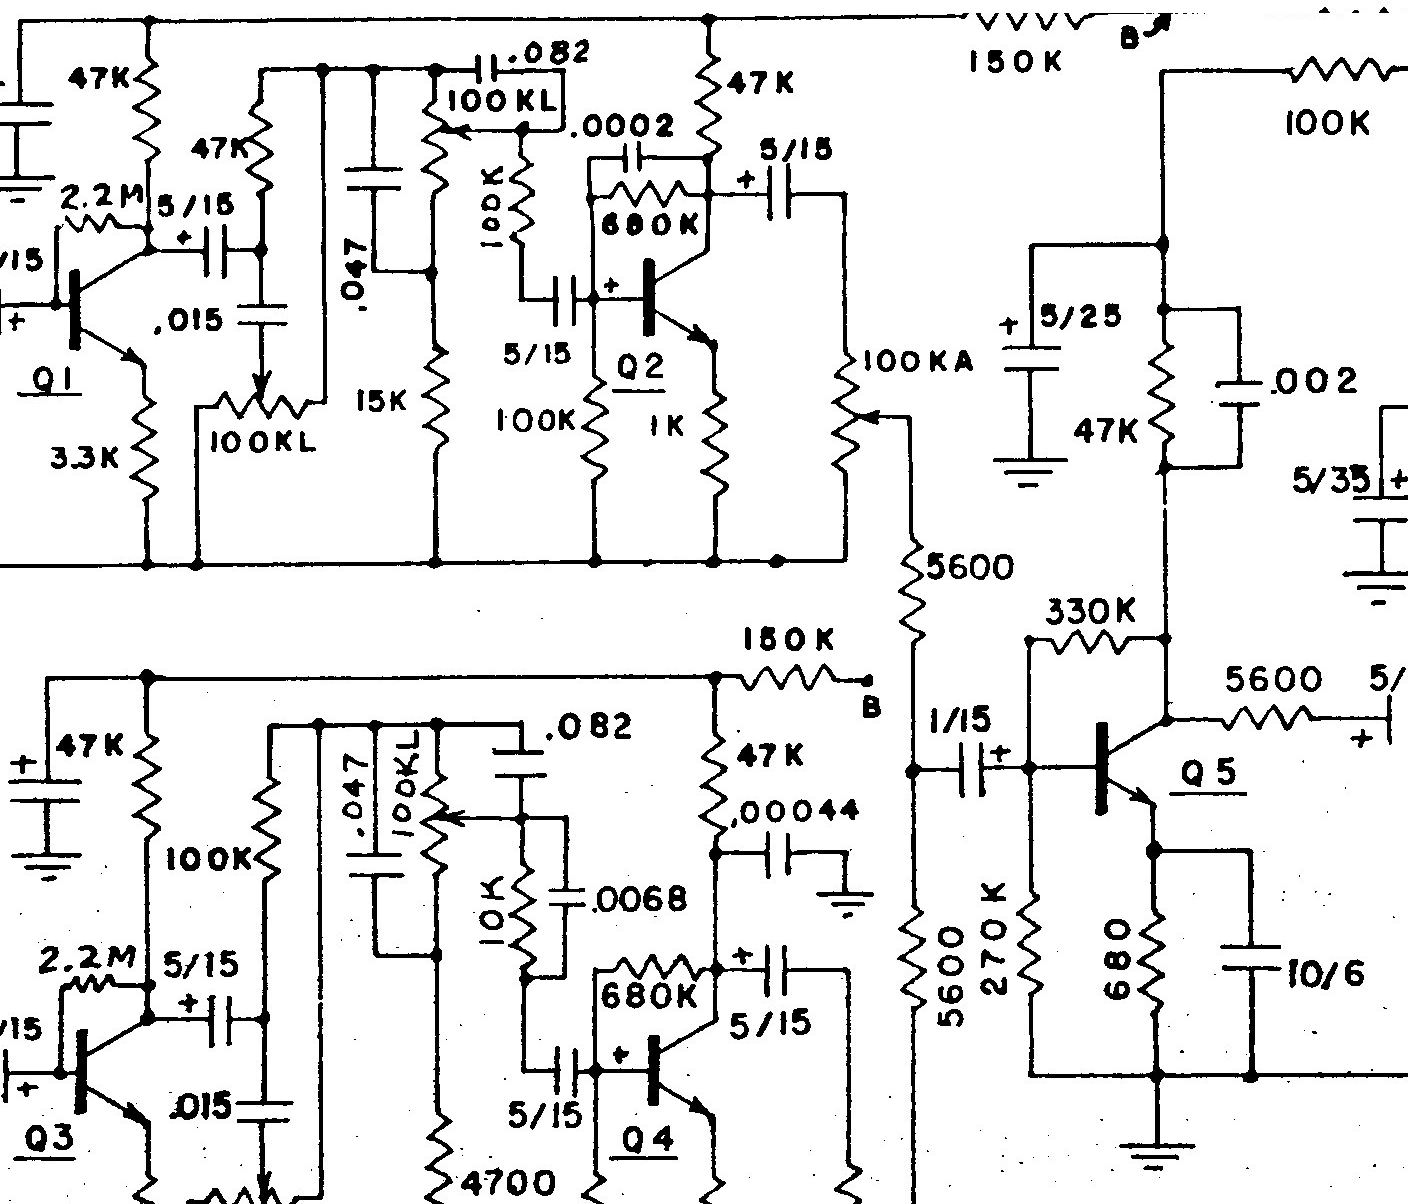 150K
B
.082
47K
100KL
47K
100K
.0002
5/15
47K
2.2M
5/15
+
100K
680K
+
/15
.047
5/25
+
+
.015
+
5/15
Q2
100KA
.002
Q1
15K
100K
1K
47K
100KL
3.3K
5/35
+
5600
330K
150K
B
5600
5/
.082
1/15
+
47K
47K
+
.047
100KL
Q5
+
.00044
100K
10K
.0068
5600
270K
680
10/6
2.2M
5/15
+
680K
+
5/15
/15
+
+
.015
5/15
Q3
Q4
4700